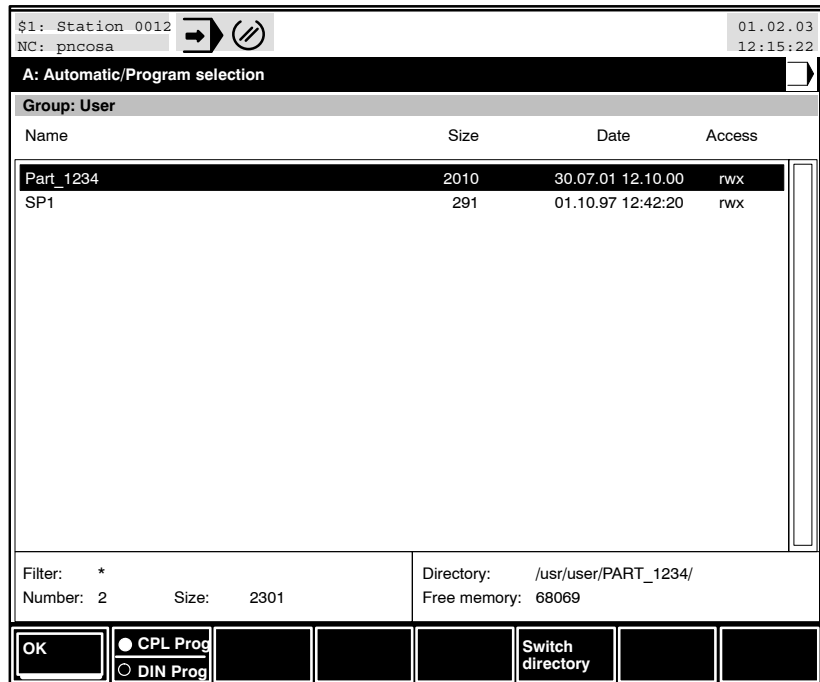 $1: Station 0012
NC: pncosa
01.02.03
12:15:22
A: Automatic/Program selection
Group: User
Name Size Date Access
Part_1234 2010 30.07.01 12.10.00 rwx
SP1 291 01.10.97 12:42:20 rwx
Filter: *
Number: 2 Size: 2301
Directory: /usr/user/PART_1234/
Free memory: 68069
OK
CPL Prog
DIN Prog
Switch
directory